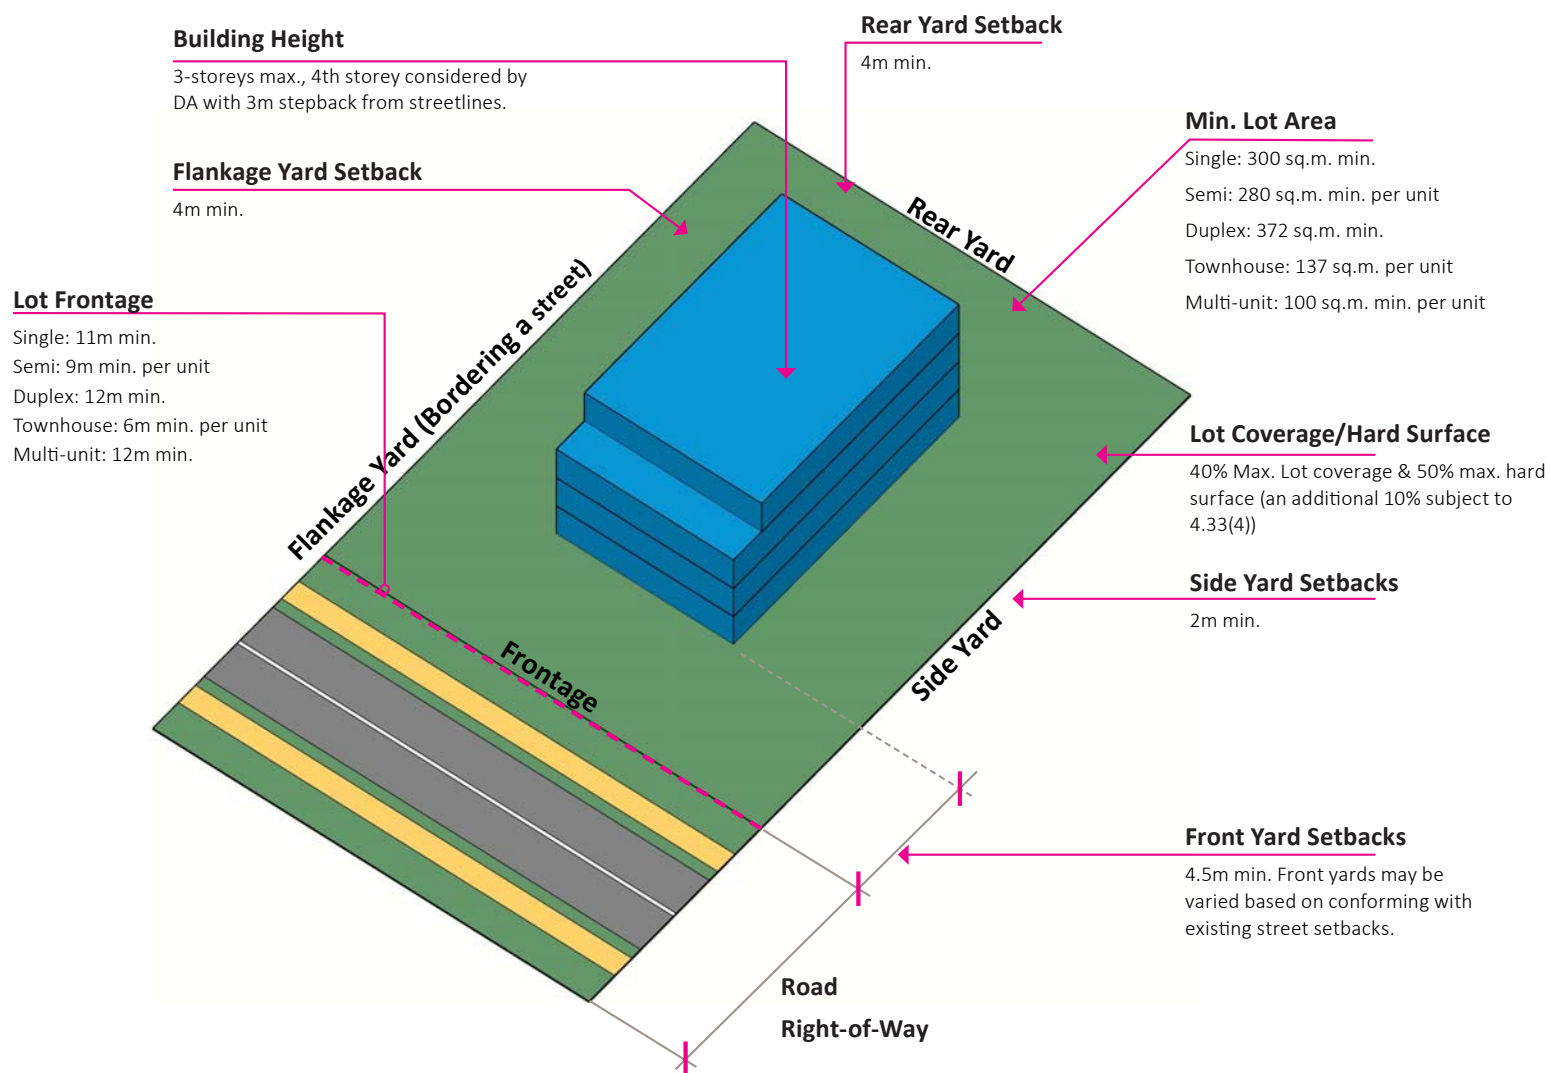 Building Height
3-storeys max., 4th storey considered by
DA with 3m stepback from streetlines.
Rear Yard Setback
4m min.
Flankage Yard Setback
4m min.
Min. Lot Area
Single: 300 sq.m. min.
Semi: 280 sq.m. min. per unit
Duplex: 372 sq.m. min.
Townhouse: 137 sq.m. per unit
Multi-unit: 100 sq.m. min. per unit
Rear Yard
Lot Frontage
Single: 11m min.
Semi: 9m min. per unit
Duplex: 12m min.
Townhouse: 6m min. per unit
Multi-unit: 12m min.
Flankage Yard (Bordering a street)
Lot Coverage/Hard Surface
40% Max. Lot coverage & 50% max. hard
surface (an additional 10% subject to
4.33(4))
Side Yard Setbacks
2m min.
Side Yard
Frontage
Front Yard Setbacks
4.5m min. Front yards may be
varied based on conforming with
existing street setbacks.
Road
Right-of-Way